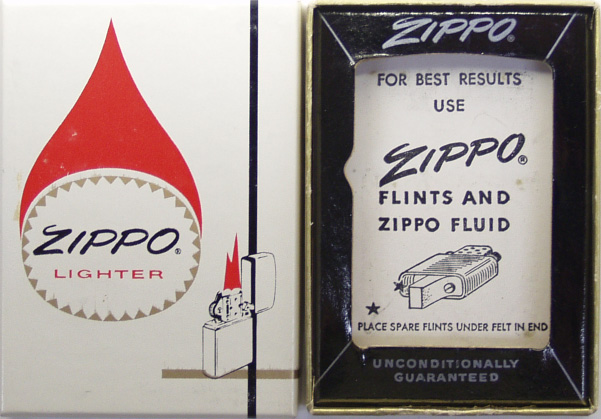 ZIPPO®
LIGHTER
ZIPPO®
FOR BEST RESULTS
USE
ZIPPO®
FLINTS AND
ZIPPO FLUID
PLACE SPARE FLINTS UNDER FELT IN END
UNCONDITIONALLY
GUARANTEED